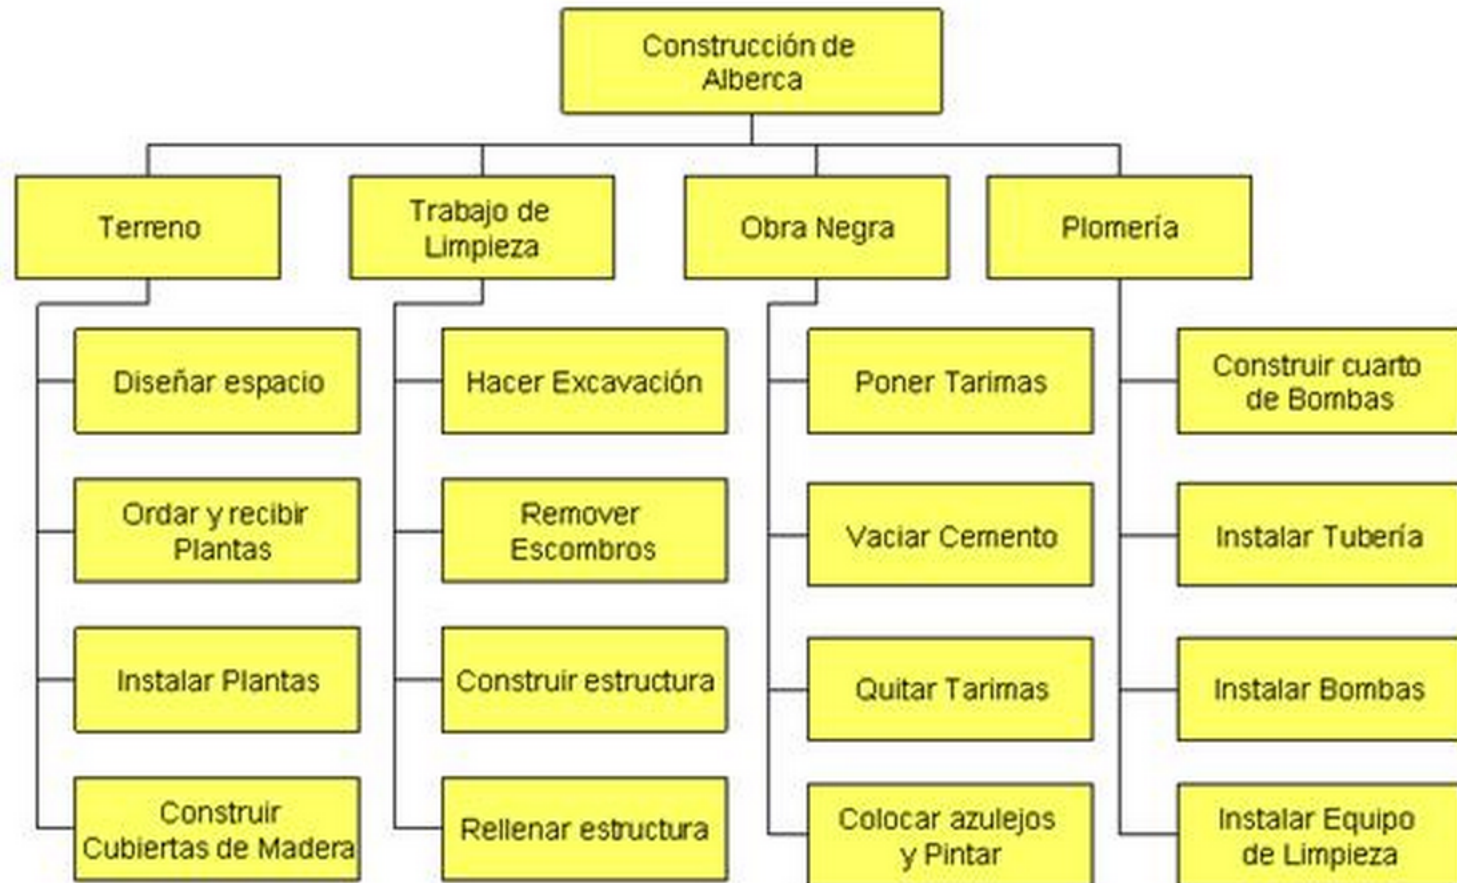 Construcción de
Alberca
Terreno
Trabajo de
Limpieza
Obra Negra
Plomería
Diseñar espacio
Ordar y recibir
Plantas
Instalar Plantas
Construir
Cubiertas de Madera
Hacer Excavación
Remover
Escombros
Construir estructura
Rellenar estructura
Poner Tarimas
Vaciar Cemento
Quitar Tarimas
Colocar azulejos
y Pintar
Construir cuarto
de Bombas
Instalar Tubería
Instalar Bombas
Instalar Equipo
de Limpieza